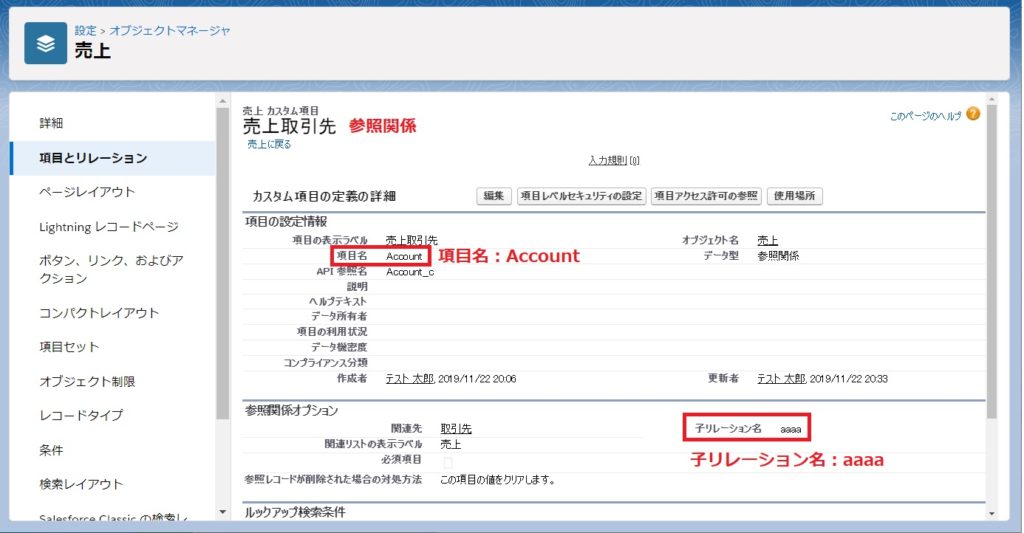 設定 > オブジェクトマネージャ
売上
詳細
項目とリレーション
ページレイアウト
Lightning レコードページ
ボタン、リンク、およびア
クション
コンパクトレイアウト
項目セット
オブジェクト制限
レコードタイプ
条件
検索レイアウト
Salesforce Classic の検索レ
売上 カスタム項目
売上取引先 参照関係
売上に戻る
このページのヘルプ ?
入力規則 [0]
カスタム項目の定義の詳細 編集 項目レベルセキュリティの設定 項目アクセス許可の参照 使用場所
項目の設定情報
項目の表示ラベル 売上取引先 オブジェクト名 売上
項目名 Account 項目名：Account データ型 参照関係
API 参照名 Account__c
説明
ヘルプテキスト
データ所有者
項目の利用状況
データ機密度
コンプライアンス分類
作成者 テスト 太郎, 2019/11/22 20:06 更新者 テスト 太郎, 2019/11/22 20:33
参照関係オプション
関連先 取引先 子リレーション名 aaaa
関連リストの表示ラベル 売上
必須項目 子リレーション名：aaaa
参照レコードが削除された場合の対処方法 この項目の値をクリアします。
ルックアップ検索条件